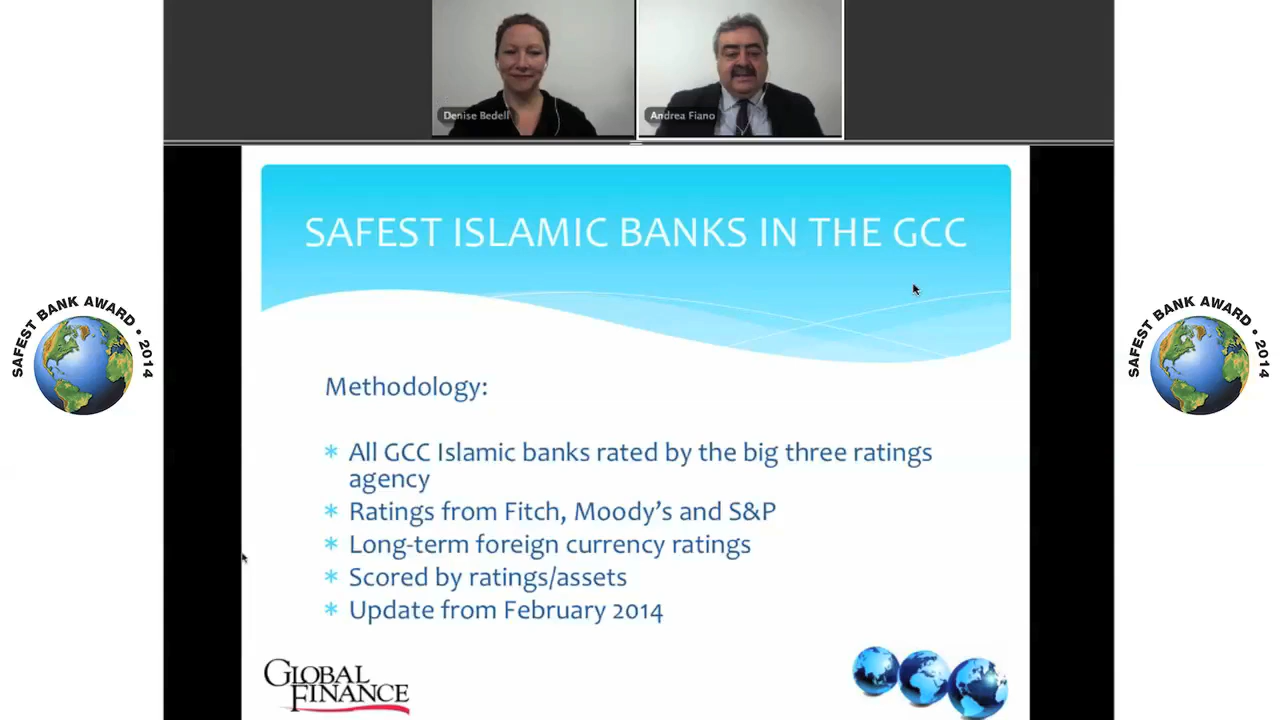 Denise Bedell
Andrea Fiano
SAFEST ISLAMIC BANKS IN THE GCC
SAFEST BANK AWARD • 2014
SAFEST BANK AWARD • 2014
Methodology:
* All GCC Islamic banks rated by the big three ratings
agency
* Ratings from Fitch, Moody's and S&P
* Long-term foreign currency ratings
* Scored by ratings/assets
* Update from February 2014
GLOBAL
FINANCE